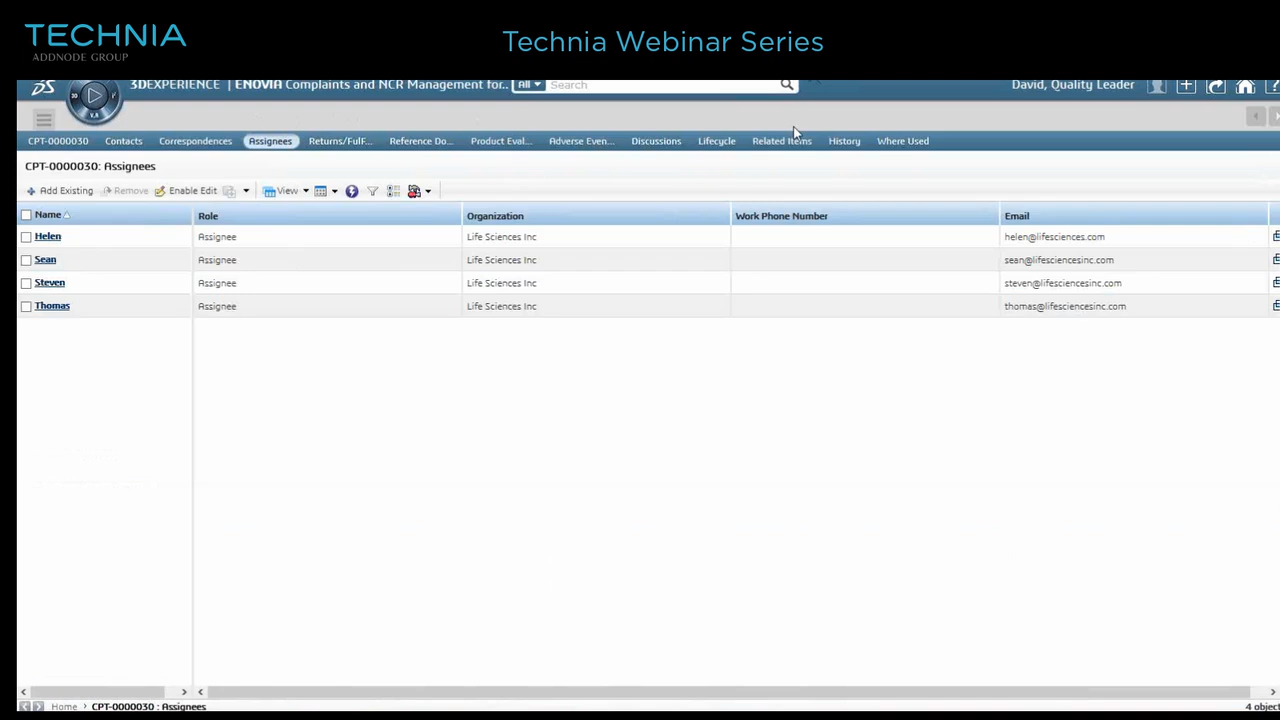 TECHNIA
ADDNODE GROUP
Technia Webinar Series
3DEXPERIENCE | ENOVIA Complaints and NCR Management for.. All Search David, Quality Leader
CPT-0000030 Contacts Correspondences Assignees Returns/FulF... Reference Do... Product Eval... Adverse Even... Discussions Lifecycle Related Items History Where Used
CPT-0000030: Assignees
Add Existing Remove Enable Edit View
Name Role Organization Work Phone Number Email
Helen Assignee Life Sciences Inc helen@lifesciences.com
Sean Assignee Life Sciences Inc sean@lifesciencesinc.com
Steven Assignee Life Sciences Inc steven@lifesciencesinc.com
Thomas Assignee Life Sciences Inc thomas@lifesciencesinc.com
Home > CPT-0000030 : Assignees 4 object